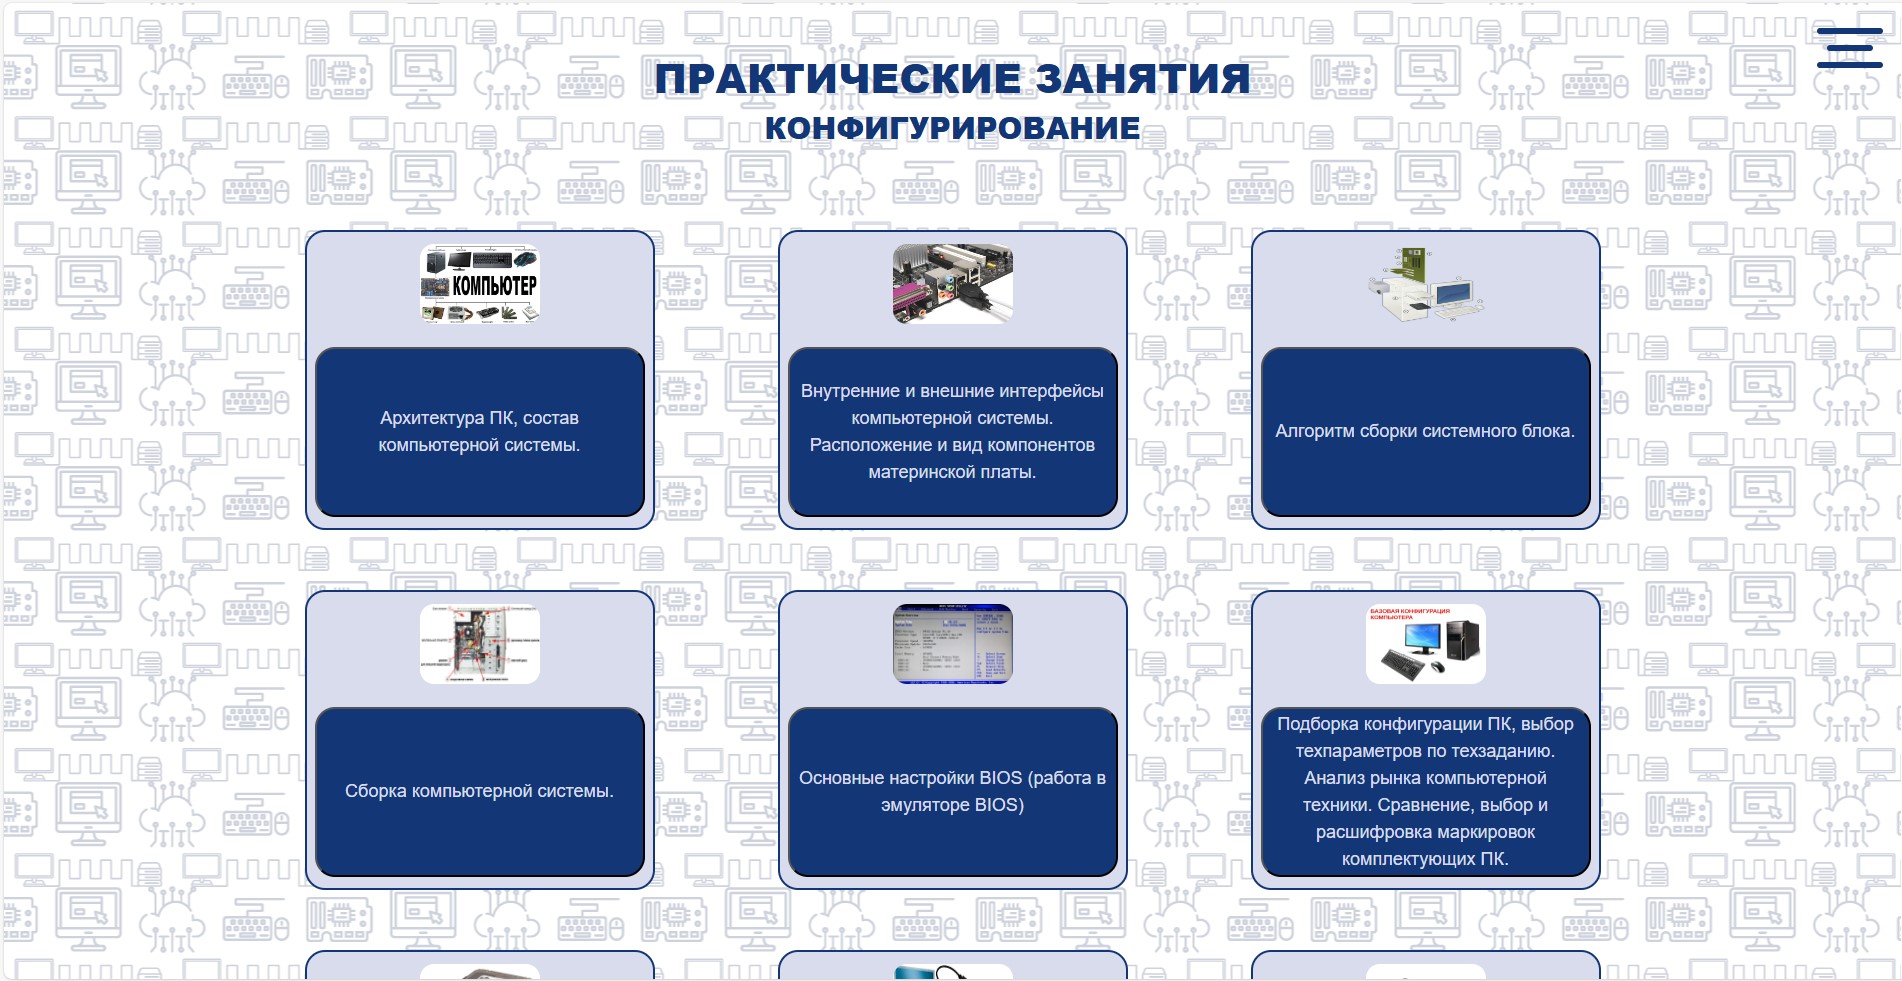 ПРАКТИЧЕСКИЕ ЗАНЯТИЯ
КОНФИГУРИРОВАНИЕ
КОМПЬЮТЕР
Архитектура ПК, состав
компьютерной системы.
Внутренние и внешние интерфейсы
компьютерной системы.
Расположение и вид компонентов
материнской платы.
Алгоритм сборки системного блока.
Сборка компьютерной системы.
Основные настройки BIOS (работа в
эмуляторе BIOS)
БАЗОВАЯ КОНФИГУРАЦИЯ
КОМПЬЮТЕРА
Подборка конфигурации ПК, выбор
техпараметров по техзаданию.
Анализ рынка компьютерной
техники. Сравнение, выбор и
расшифровка маркировок
комплектующих ПК.